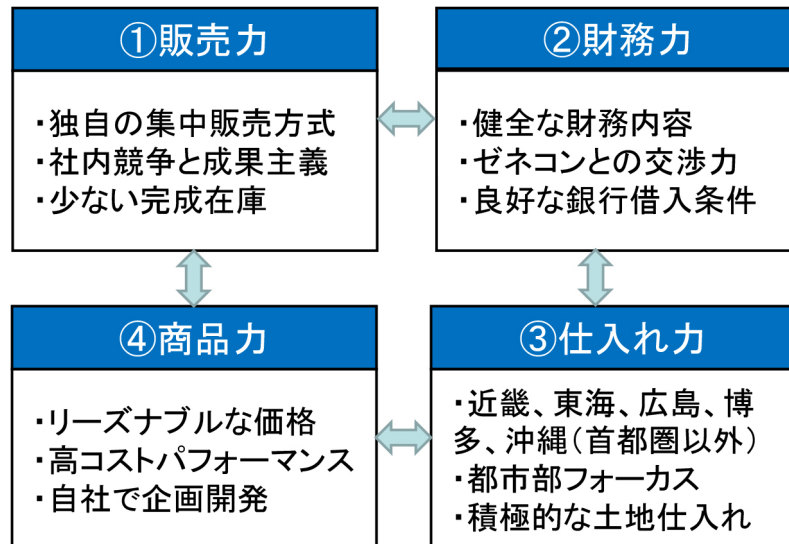 ①販売力
・独自の集中販売方式
・社内競争と成果主義
・少ない完成在庫
②財務力
・健全な財務内容
・ゼネコンとの交渉力
・良好な銀行借入条件
④商品力
・リーズナブルな価格
・高コストパフォーマンス
・自社で企画開発
③仕入れ力
・近畿、東海、広島、博
多、沖縄（首都圏以外）
・都市部フォーカス
・積極的な土地仕入れ